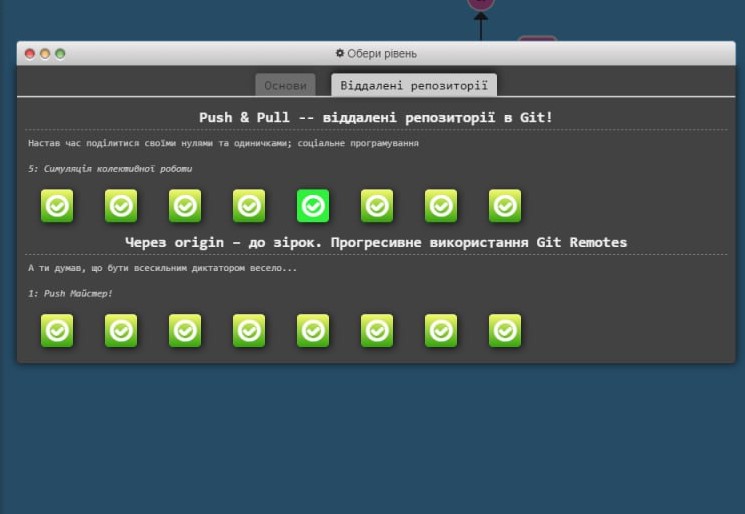 Обери рівень
Основи
Віддалені репозиторії
Push & Pull -- віддалені репозиторії в Git!
Настав час поділитися своїми нулями та одиничками; соціальне програмування
5: Симуляція колективної роботи
Через origin – до зірок. Прогресивне використання Git Remotes
А ти думав, що бути всесильним диктатором весело...
1: Push Майстер!